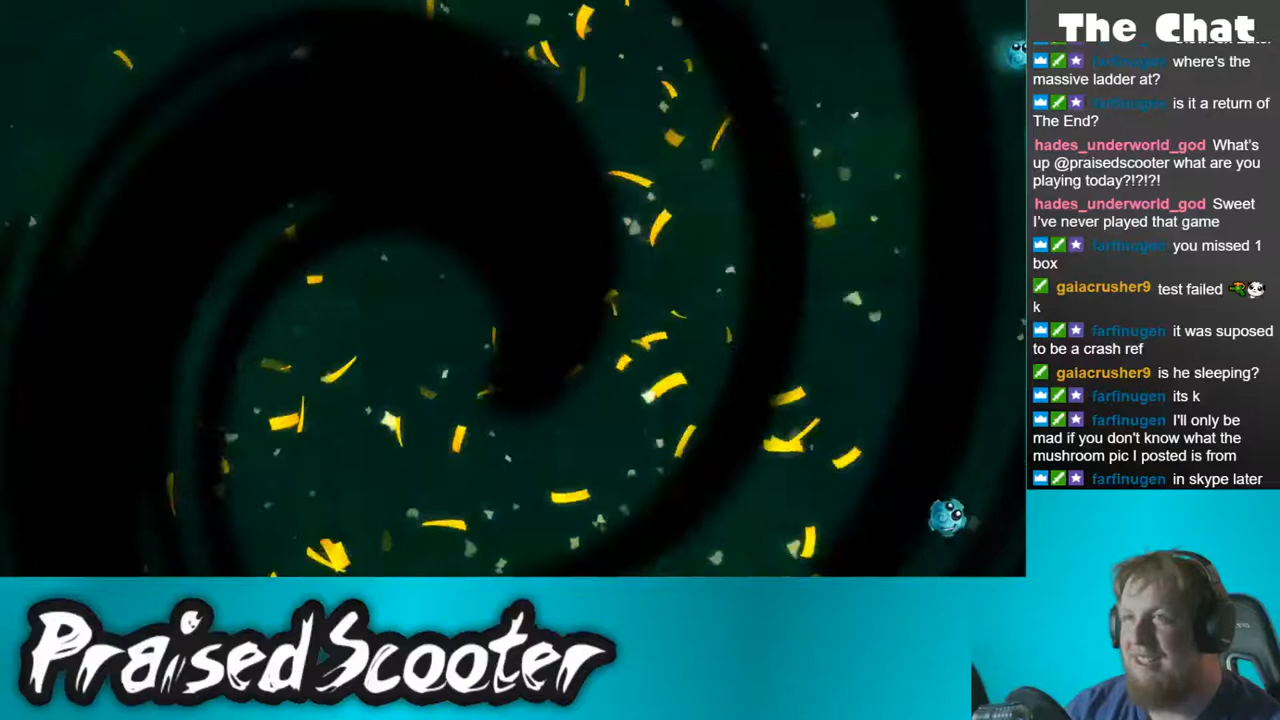 The Chat
farfinugen where's the
massive ladder at?
farfinugen is it a return of
The End?
hades_underworld_god What's
up @praisedscooter what are you
playing today?!?!?!
hades_underworld_god Sweet
I've never played that game
farfinugen you missed 1
box
gaiacrusher9 test failed
k
farfinugen it was suposed
to be a crash ref
gaiacrusher9 is he sleeping?
farfinugen its k
farfinugen I'll only be
mad if you don't know what the
mushroom pic I posted is from
farfinugen in skype later
PraisedScooter